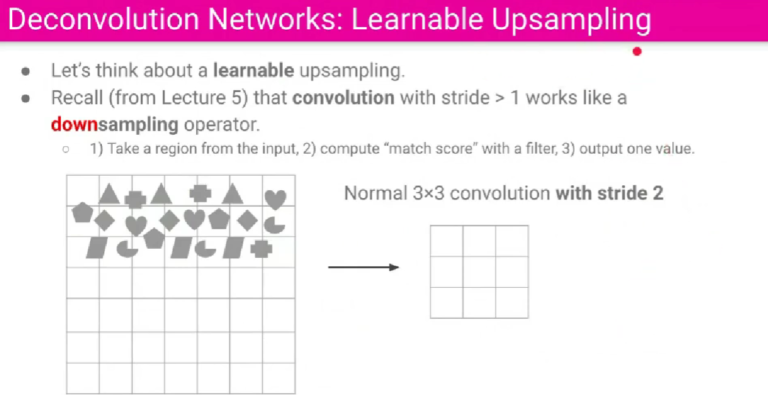 Deconvolution Networks: Learnable Upsampling
● Let's think about a learnable upsampling.
● Recall (from Lecture 5) that convolution with stride > 1 works like a
downsampling operator.
○ 1) Take a region from the input, 2) compute “match score” with a filter, 3) output one value.
Normal 3×3 convolution with stride 2